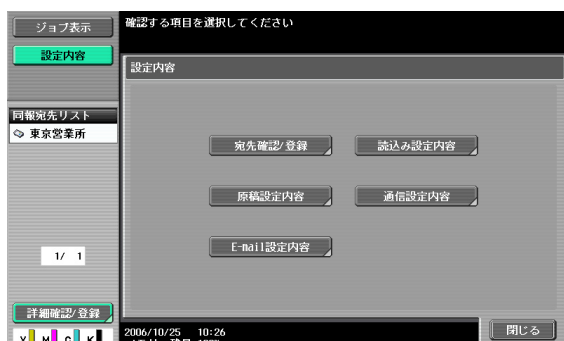 ジョブ表示
確認する項目を選択してください
設定内容
設定内容
同報宛先リスト
東京営業所
宛先確認/登録
読込み設定内容
原稿設定内容
通信設定内容
E-mail設定内容
1/ 1
詳細確認/登録
Y M C K
2006/10/25 10:26
閉じる